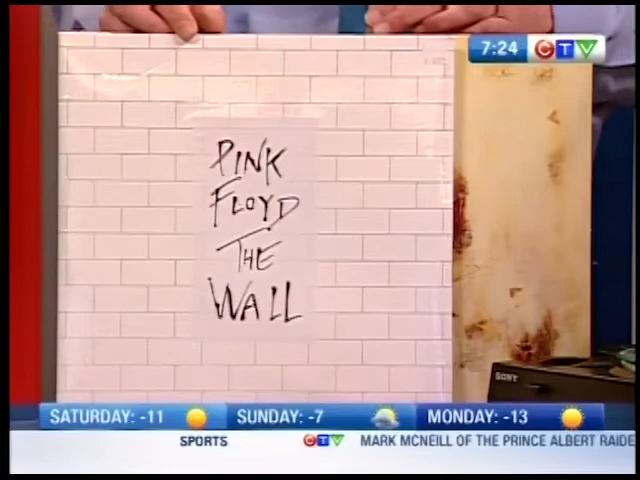 7:24 CTV
PINK
FLOYD
THE
WALL
SONY
SATURDAY: -11 SUNDAY: -7 MONDAY: -13
SPORTS CTV MARK MCNEILL OF THE PRINCE ALBERT RAIDE